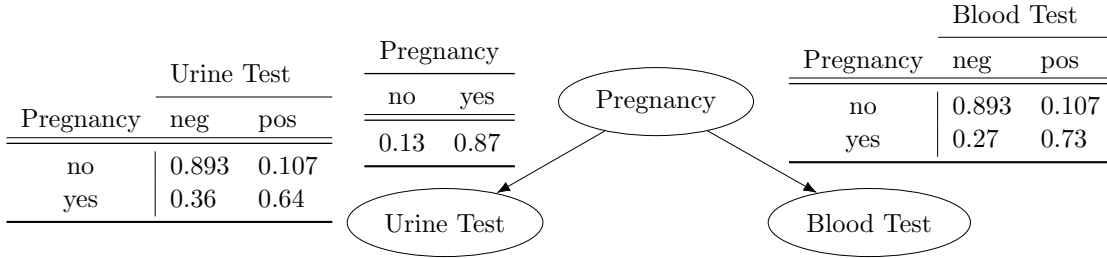 Urine Test
Pregnancy neg pos
no 0.893 0.107
yes 0.36 0.64
Pregnancy
no yes
0.13 0.87
Pregnancy
Urine Test
Blood Test
Blood Test
Pregnancy neg pos
no 0.893 0.107
yes 0.27 0.73